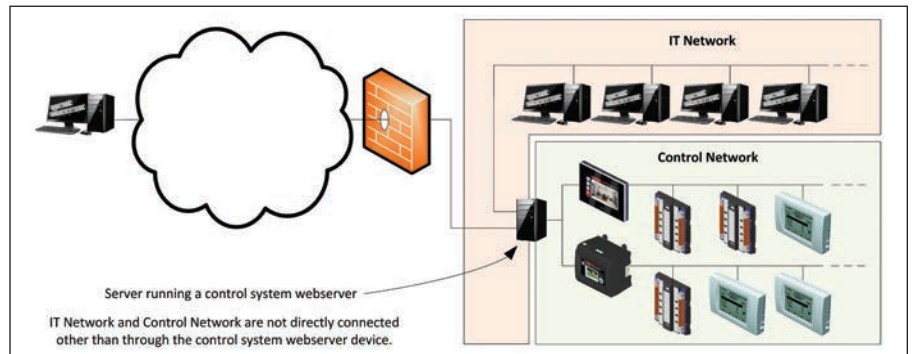 IT Network
Control Network
Server running a control system webserver
IT Network and Control Network are not directly connected
other than through the control system webserver device.